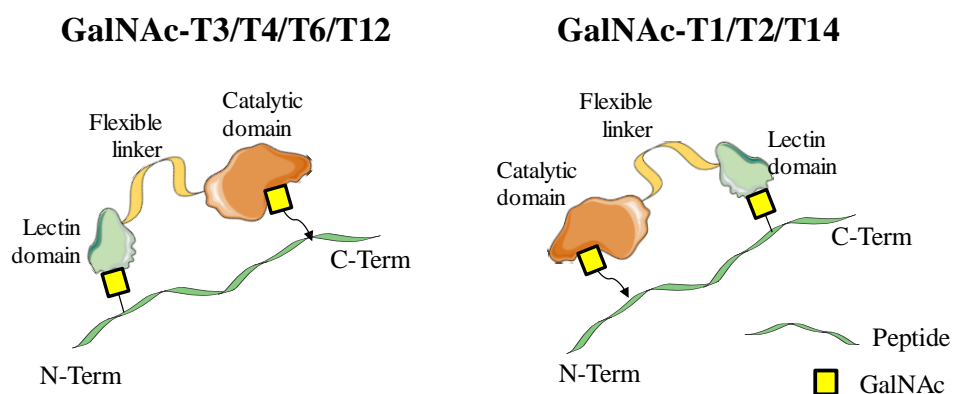 GalNAc-T3/T4/T6/T12
Catalytic
domain
Flexible
linker
Lectin
domain
C-Term
N-Term
GalNAc-T1/T2/T14
Flexible
linker
Lectin
domain
Catalytic
domain
C-Term
N-Term
Peptide
GalNAc